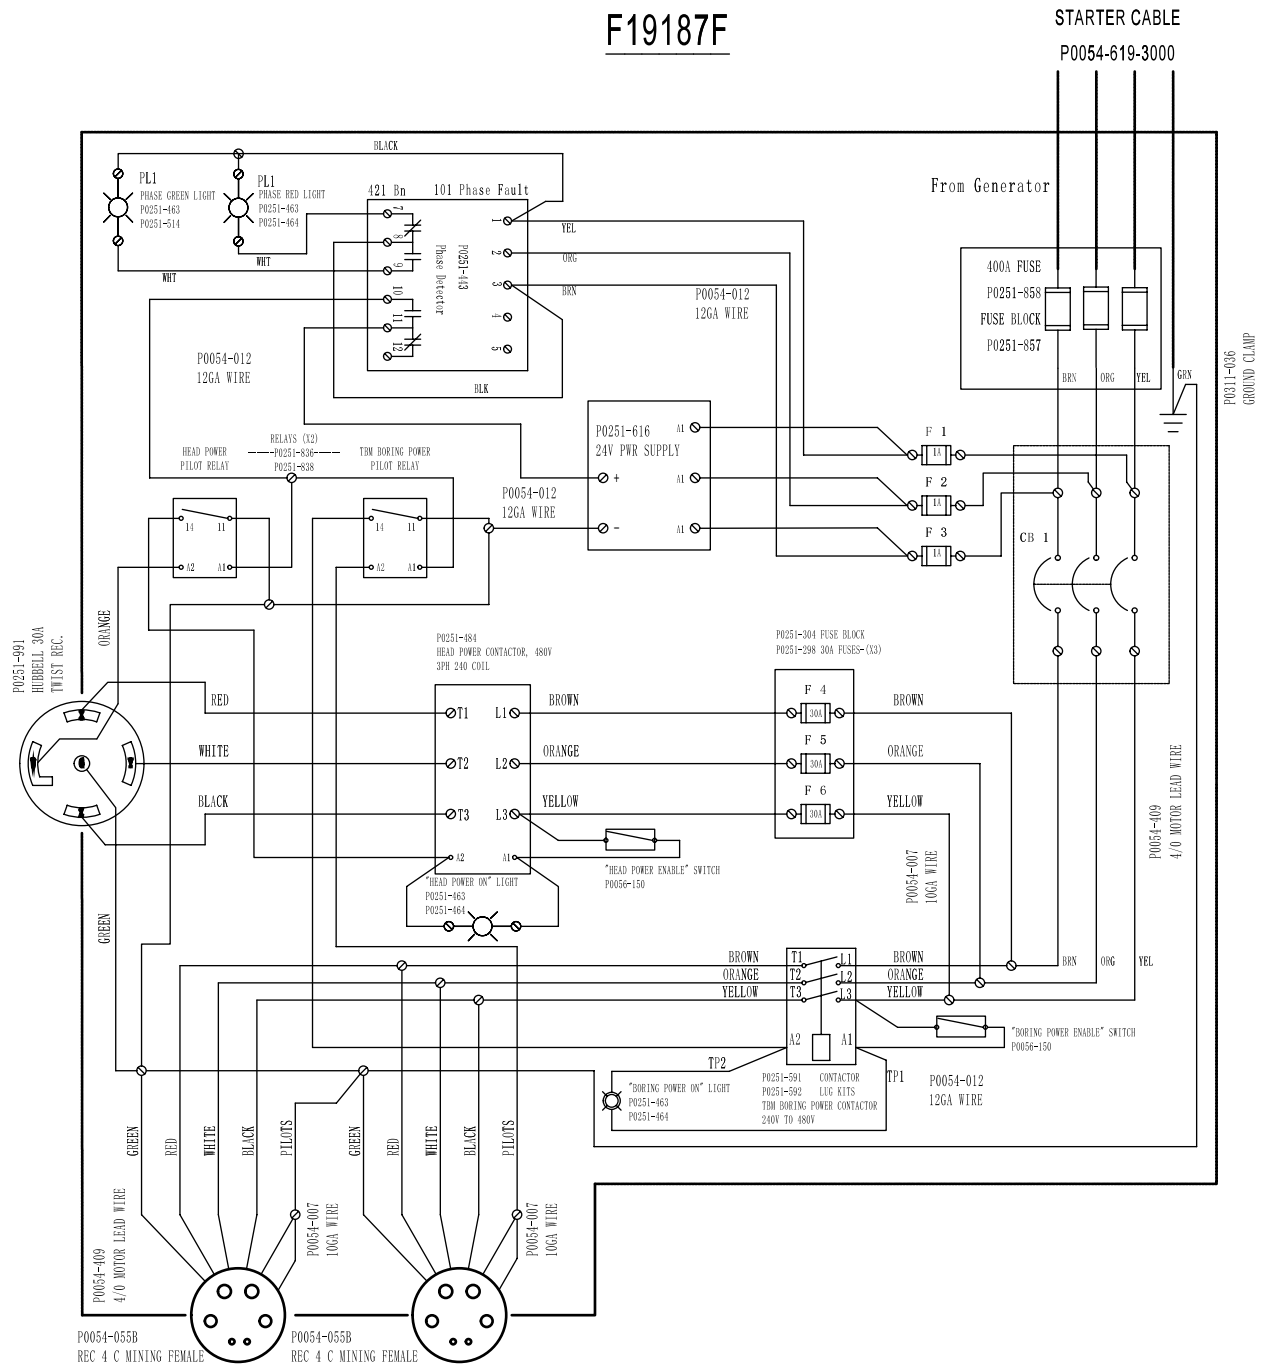 F19187F
STARTER CABLE
P0054-619-3000
BLACK
PL1
PHASE GREEN LIGHT
P0251-463
P0251-514
PL1
PHASE RED LIGHT
P0251-463
P0251-464
WHT
WHT
421 Bn
101 Phase Fault
7
8
9
10
11
12
1
2
3
4
5
P0251-443
Phase Detector
YEL
ORG
BRN
BLK
P0054-012
12GA WIRE
P0054-012
12GA WIRE
From Generator
400A FUSE
P0251-858
FUSE BLOCK
P0251-857
BRN
ORG
YEL
GRN
P0311-036
GROUND CLAMP
P0251-616
24V PWR SUPPLY
A1
A1
A1
+
-
F 1
1A
F 2
1A
F 3
1A
CB 1
HEAD POWER
PILOT RELAY
RELAYS (X2)
P0251-836
P0251-838
TBM BORING POWER
PILOT RELAY
P0054-012
12GA WIRE
14
11
A2
A1
14
11
A2
A1
ORANGE
P0251-991
HUBBELL 30A
TWIST REC.
P0251-484
HEAD POWER CONTACTOR, 480V
3PH 240 COIL
P0251-304 FUSE BLOCK
P0251-298 30A FUSES-(X3)
RED
T1
L1
BROWN
F 4
30A
BROWN
WHITE
T2
L2
ORANGE
F 5
30A
ORANGE
BLACK
T3
L3
YELLOW
F 6
30A
YELLOW
A2
A1
"HEAD POWER ENABLE" SWITCH
P0056-150
"HEAD POWER ON" LIGHT
P0251-463
P0251-464
P0054-007
10GA WIRE
P0054-409
4/0 MOTOR LEAD WIRE
GREEN
BROWN
T1
L1
BROWN
ORANGE
T2
L2
ORANGE
YELLOW
T3
L3
YELLOW
BRN
ORG
YEL
A2
A1
"BORING POWER ENABLE" SWITCH
P0056-150
TP2
TP1
"BORING POWER ON" LIGHT
P0251-463
P0251-464
P0251-591 CONTACTOR
P0251-592 LUG KITS
TBM BORING POWER CONTACTOR
240V TO 480V
P0054-012
12GA WIRE
GREEN
RED
WHITE
BLACK
PILOTS
GREEN
RED
WHITE
BLACK
PILOTS
P0054-409
4/0 MOTOR LEAD WIRE
P0054-007
10GA WIRE
P0054-007
10GA WIRE
P0054-055B
REC 4 C MINING FEMALE
P0054-055B
REC 4 C MINING FEMALE